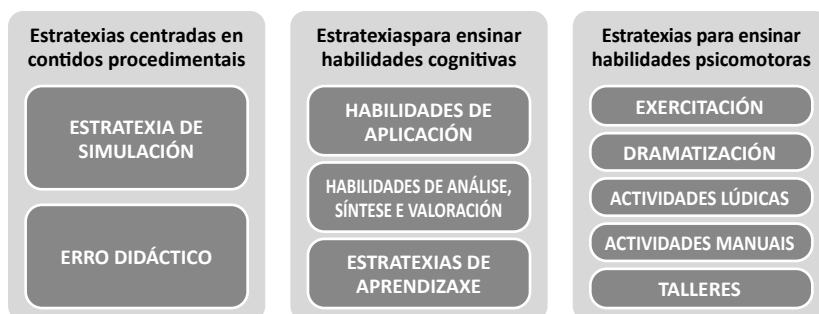 Estratexias centradas en
contidos procedimentais
ESTRATEXIA DE
SIMULACIÓN
ERRO DIDÁCTICO
Estratexiaspara ensinar
habilidades cognitivas
HABILIDADES DE
APLICACIÓN
HABILIDADES DE ANÁLISE,
SÍNTESE E VALORACIÓN
ESTRATEXIAS DE
APRENDIZAXE
Estratexias para ensinar
habilidades psicomotoras
EXERCITACIÓN
DRAMATIZACIÓN
ACTIVIDADES LÚDICAS
ACTIVIDADES MANUAIS
TALLERES